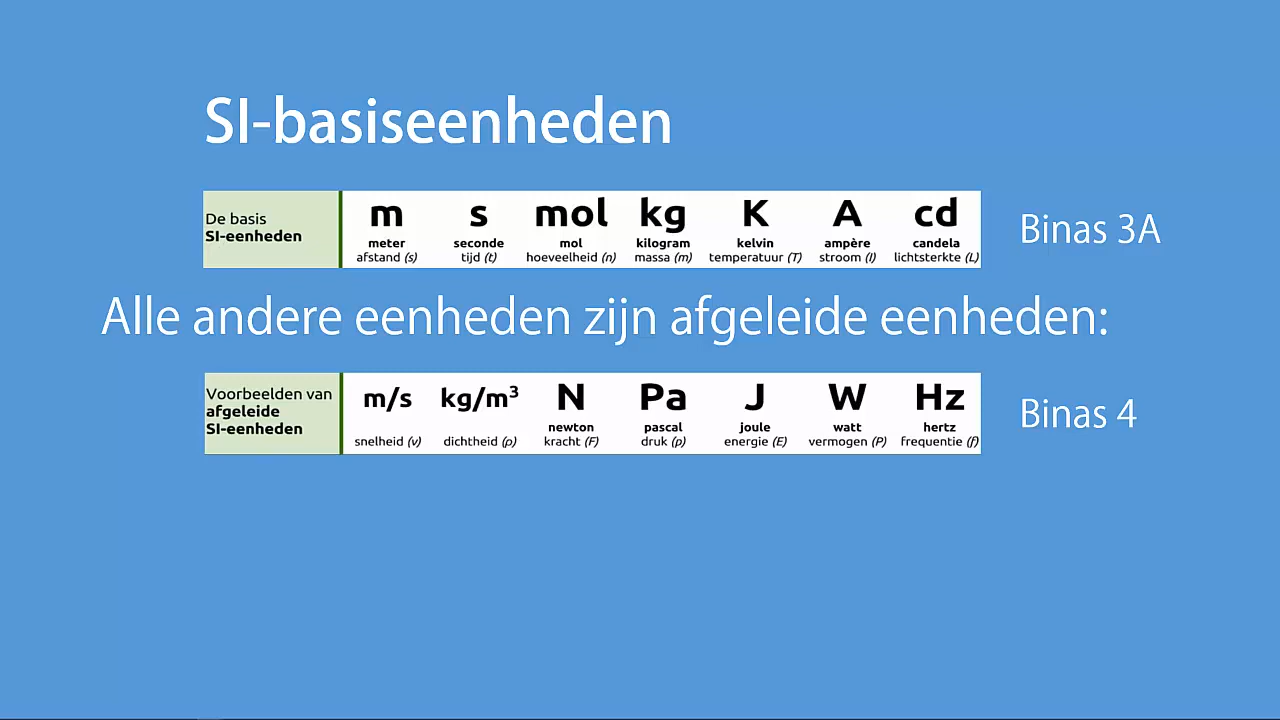 SI-basiseenheden
De basis
SI-eenheden
m s mol kg K A cd
meter seconde mol kilogram kelvin ampère candela
afstand (s) tijd (t) hoeveelheid (n) massa (m) temperatuur (T) stroom (I) lichtsterkte (L)
Binas 3A
Alle andere eenheden zijn afgeleide eenheden:
Voorbeelden van
afgeleide
SI-eenheden
m/s kg/m³ N Pa J W Hz
newton pascal joule watt hertz
snelheid (v) dichtheid (ρ) kracht (F) druk (p) energie (E) vermogen (P) frequentie (f)
Binas 4